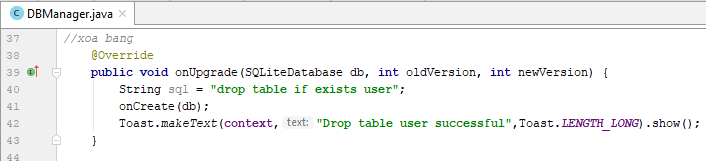 DBManager.java ×
37 //xoa bang
38 @Override
39 public void onUpgrade(SQLiteDatabase db, int oldVersion, int newVersion) {
40 String sql = "drop table if exists user";
41 onCreate(db);
42 Toast.makeText(context, text: "Drop table user successful",Toast.LENGTH_LONG).show();
43 }
44